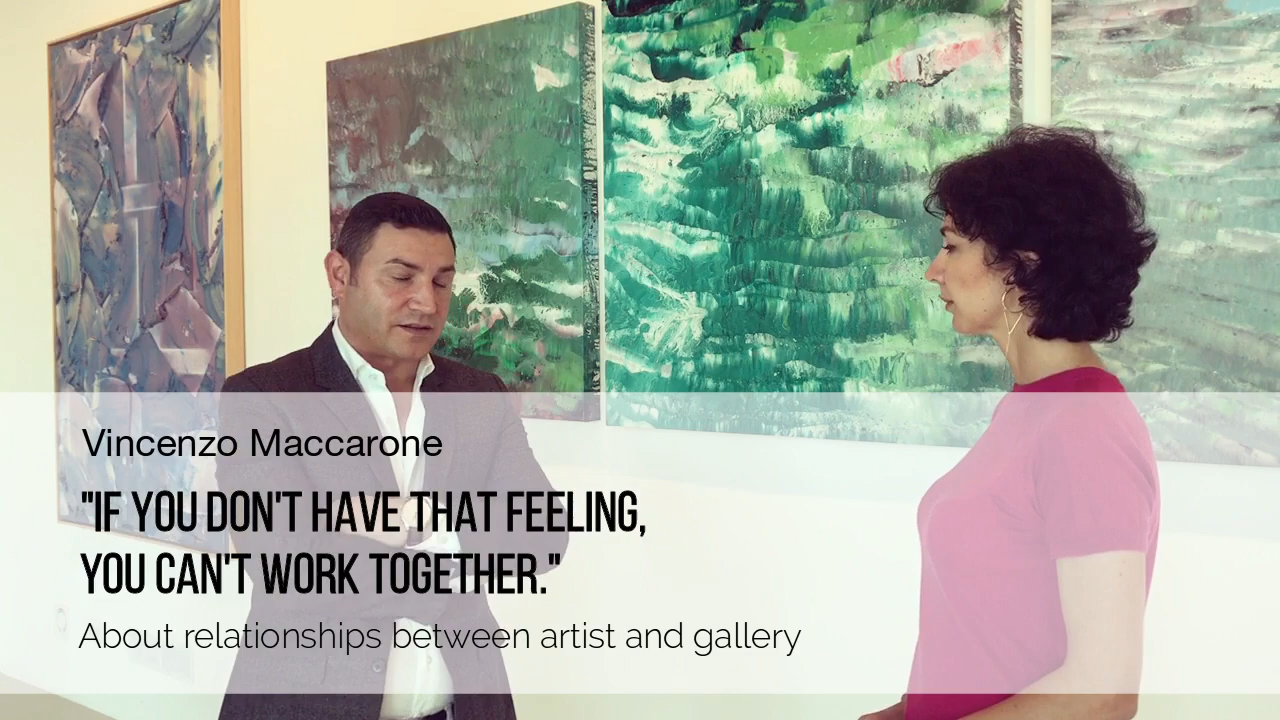 Vincenzo Maccarone
"IF YOU DON'T HAVE THAT FEELING,
YOU CAN'T WORK TOGETHER."
About relationships between artist and gallery